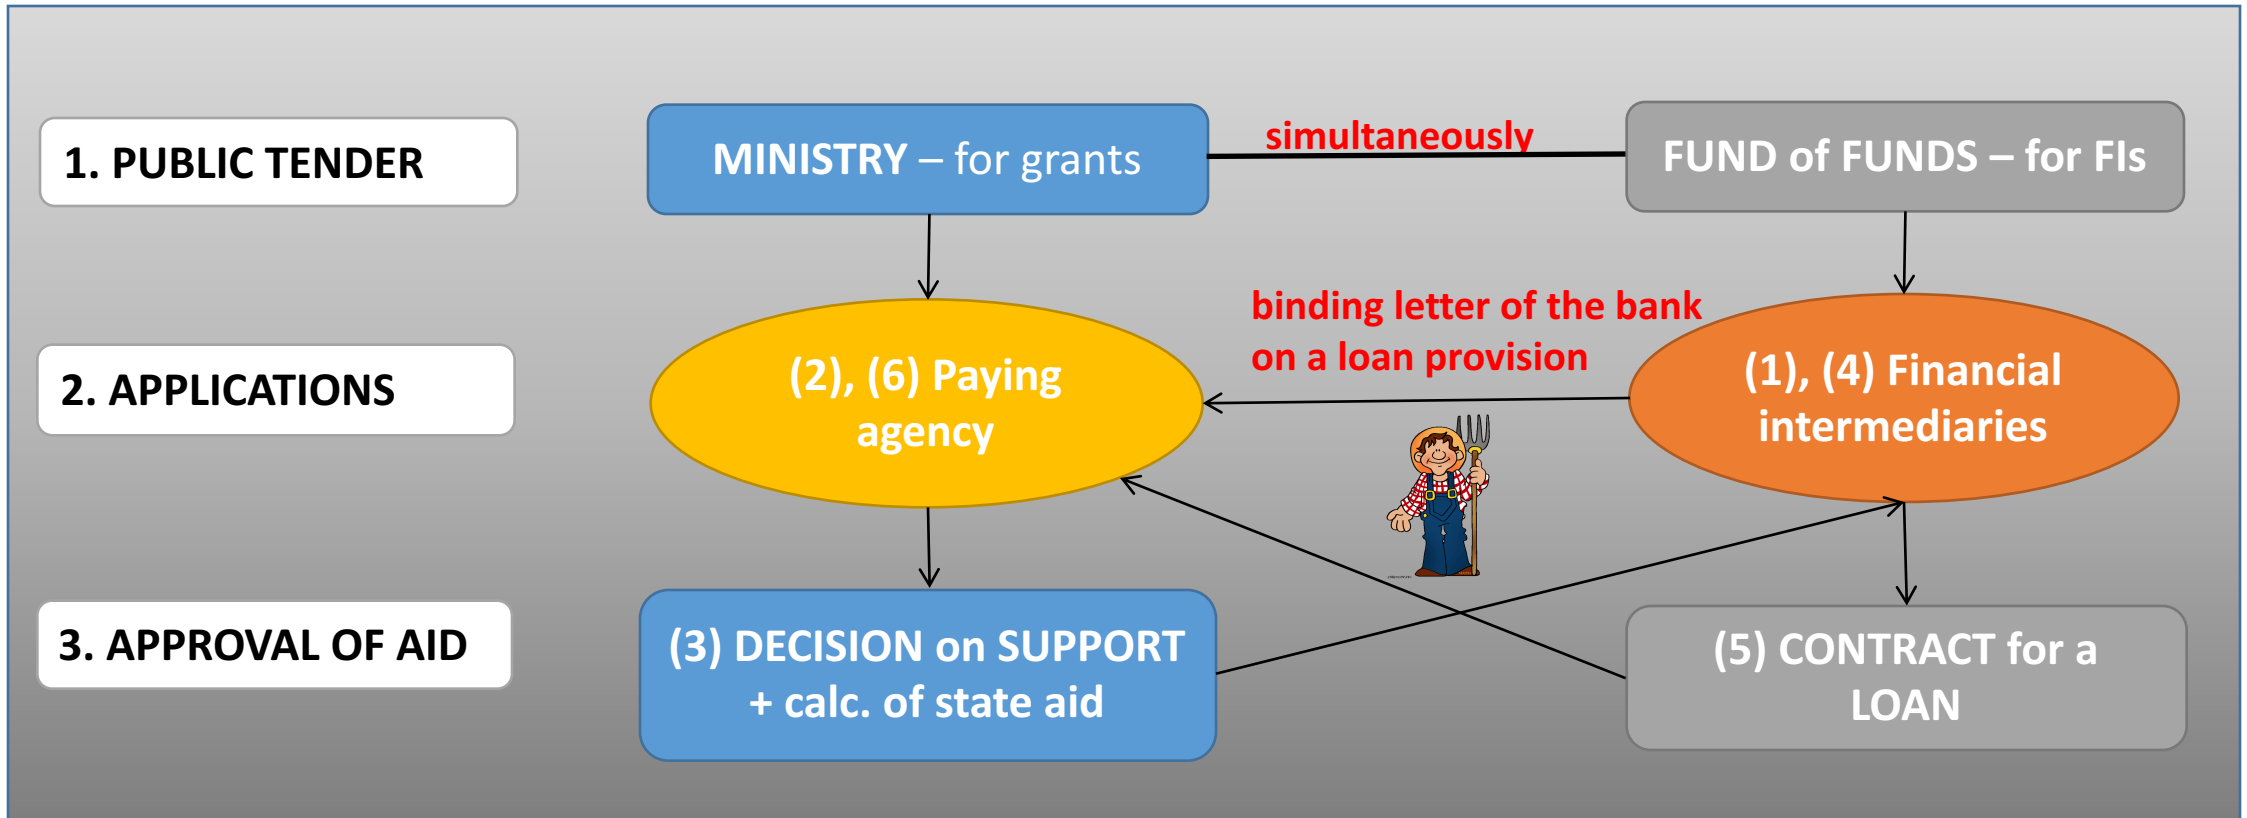 1. PUBLIC TENDER
MINISTRY – for grants
simultaneously
FUND of FUNDS – for FIs
2. APPLICATIONS
(2), (6) Paying
agency
binding letter of the bank
on a loan provision
(1), (4) Financial
intermediaries
3. APPROVAL OF AID
(3) DECISION on SUPPORT
+ calc. of state aid
(5) CONTRACT for a
LOAN